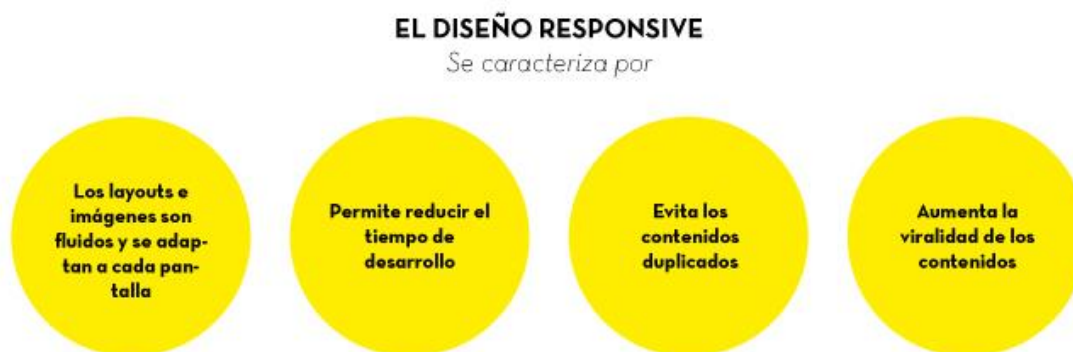 EL DISEÑO RESPONSIVE
Se caracteriza por
Los layouts e
imágenes son
fluidos y se adap-
tan a cada pan-
talla
Permite reducir el
tiempo de
desarrollo
Evita los
contenidos
duplicados
Aumenta la
viralidad de los
contenidos